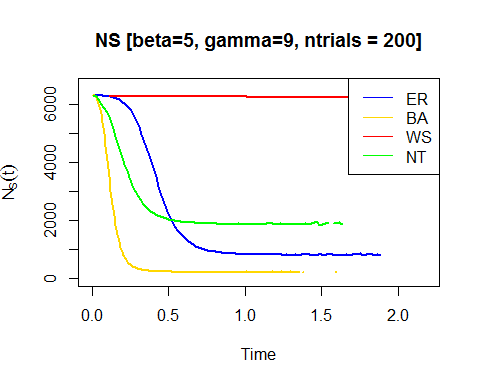 NS [beta=5, gamma=9, ntrials = 200]
NS(t)
6000
4000
2000
0
ER
BA
WS
NT
0.0 0.5 1.0 1.5 2.0
Time